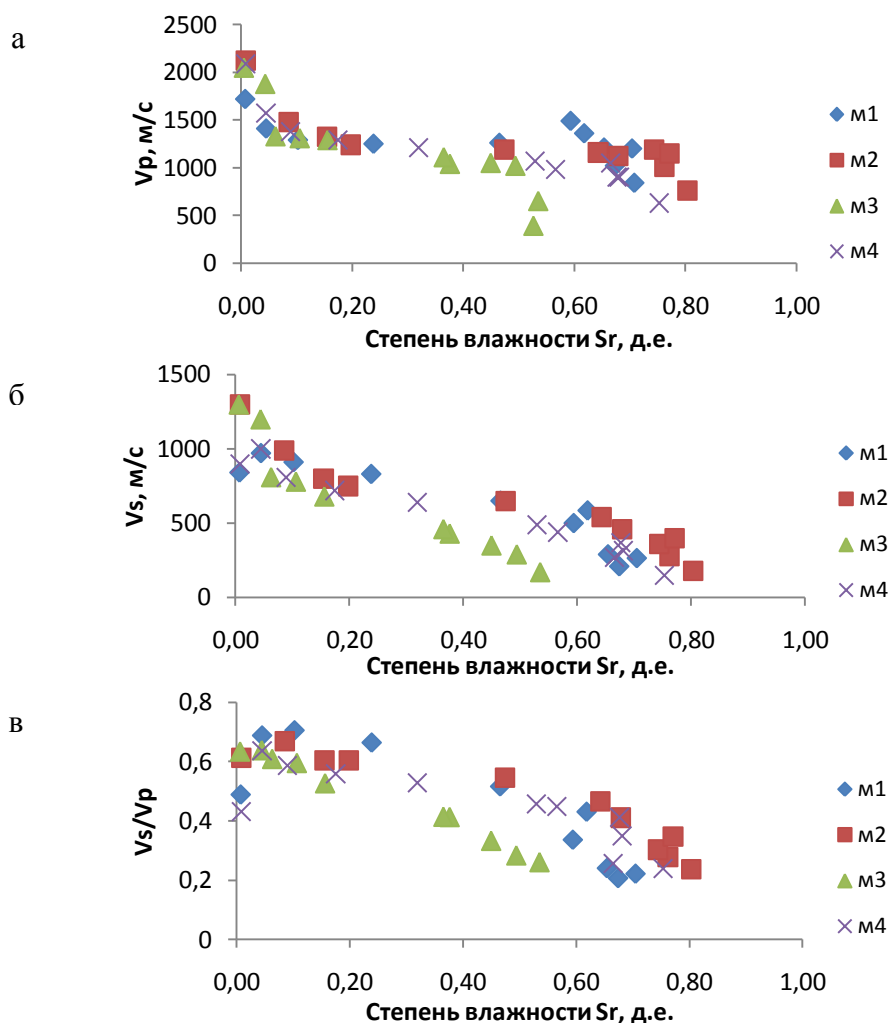 а
Vp, м/с
2500
2000
1500
1000
500
0
0,00 0,20 0,40 0,60 0,80 1,00
Степень влажности Sr, д.е.
м1
м2
м3
м4
б
Vs, м/с
1500
1000
500
0
0,00 0,20 0,40 0,60 0,80 1,00
Степень влажности Sr, д.е.
м1
м2
м3
м4
в
Vs/Vp
0,8
0,6
0,4
0,2
0
0,00 0,20 0,40 0,60 0,80 1,00
Степень влажности Sr, д.е.
м1
м2
м3
м4